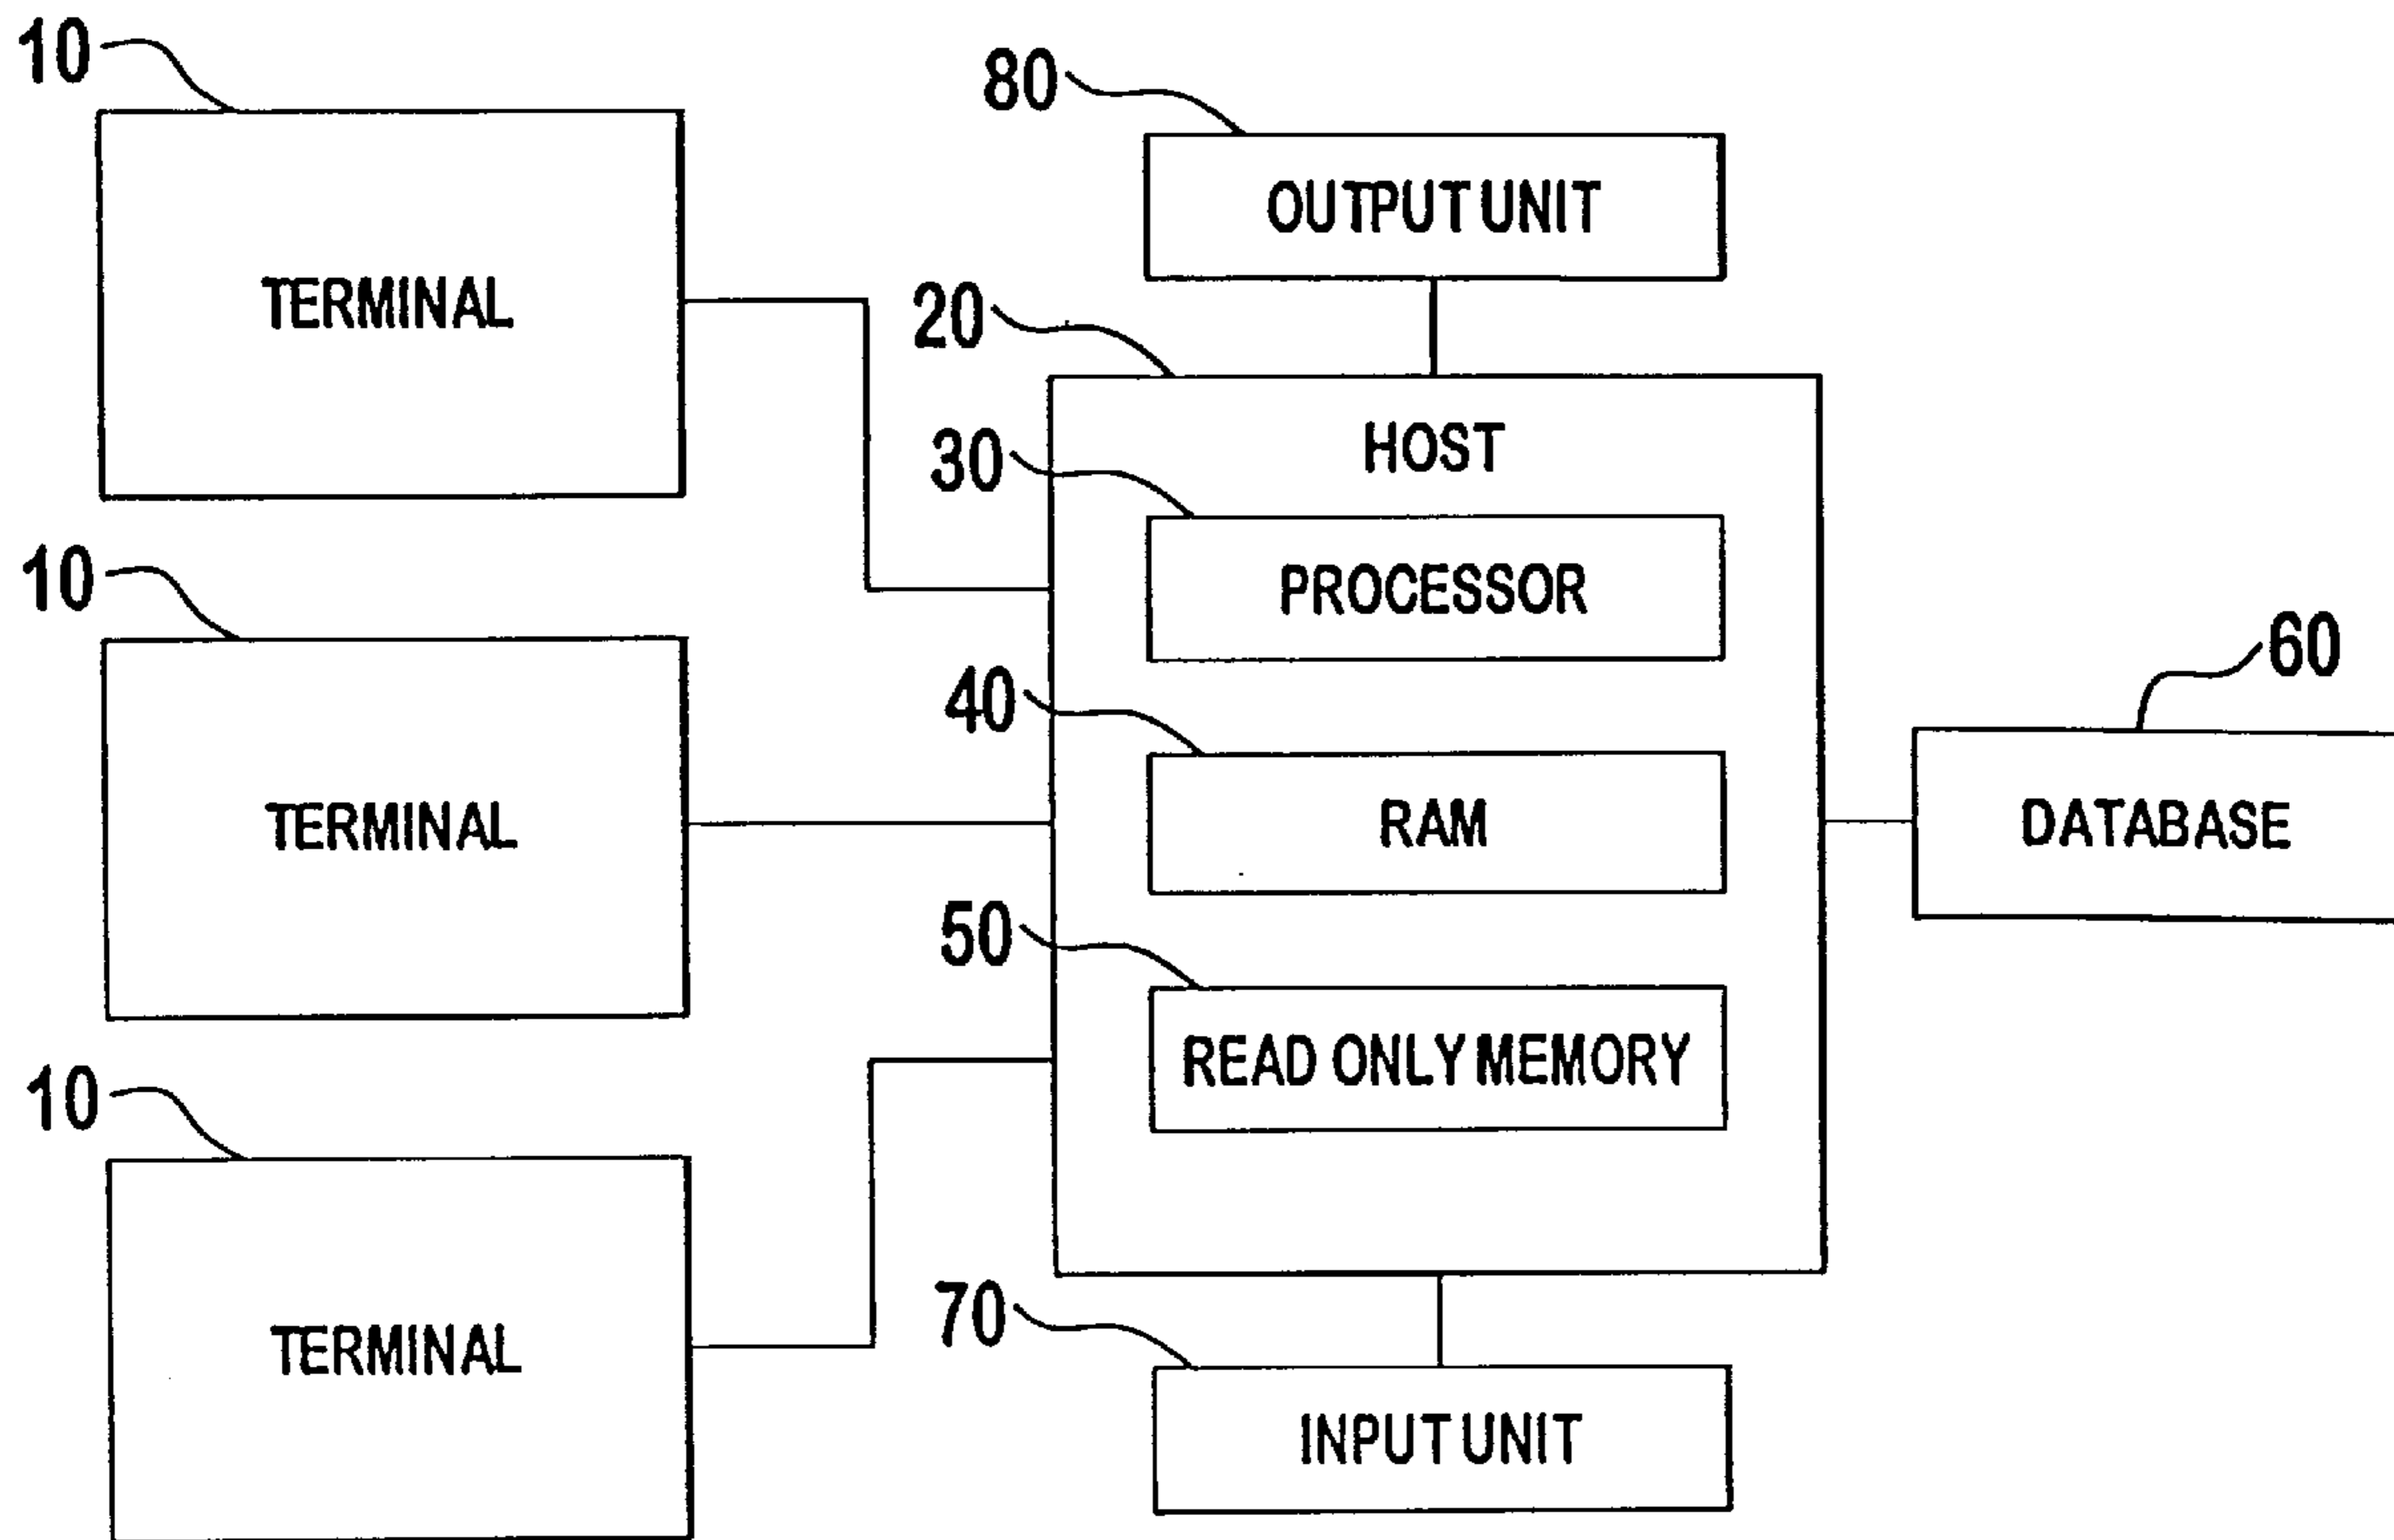 10
TERMINAL
10
TERMINAL
10
TERMINAL
80
OUTPUT UNIT
20
HOST
30
PROCESSOR
40
RAM
50
READ ONLY MEMORY
70
INPUT UNIT
60
DATABASE